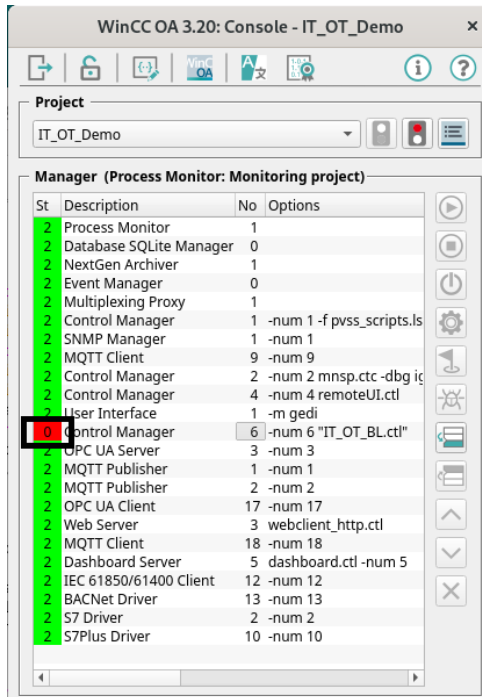 WinCC OA 3.20: Console - IT_OT_Demo ×
WinC OA A 文 i ?
Project
IT_OT_Demo
Manager (Process Monitor: Monitoring project)
St Description No Options
2 Process Monitor 1
2 Database SQLite Manager 0
2 NextGen Archiver 1
2 Event Manager 0
2 Multiplexing Proxy 1
2 Control Manager 1 -num 1 -f pvss_scripts.ls
2 SNMP Manager 1 -num 1
2 MQTT Client 9 -num 9
2 Control Manager 2 -num 2 mnsp.ctc -dbg ig
2 Control Manager 4 -num 4 remoteUI.ctl
2 User Interface 1 -m gedi
0 Control Manager 6 -num 6 "IT_OT_BL.ctl"
2 OPC UA Server 3 -num 3
2 MQTT Publisher 1 -num 1
2 MQTT Publisher 2 -num 2
2 OPC UA Client 17 -num 17
2 Web Server 3 webclient_http.ctl
2 MQTT Client 18 -num 18
2 Dashboard Server 5 dashboard.ctl -num 5
2 IEC 61850/61400 Client 12 -num 12
2 BACNet Driver 13 -num 13
2 S7 Driver 2 -num 2
2 S7Plus Driver 10 -num 10